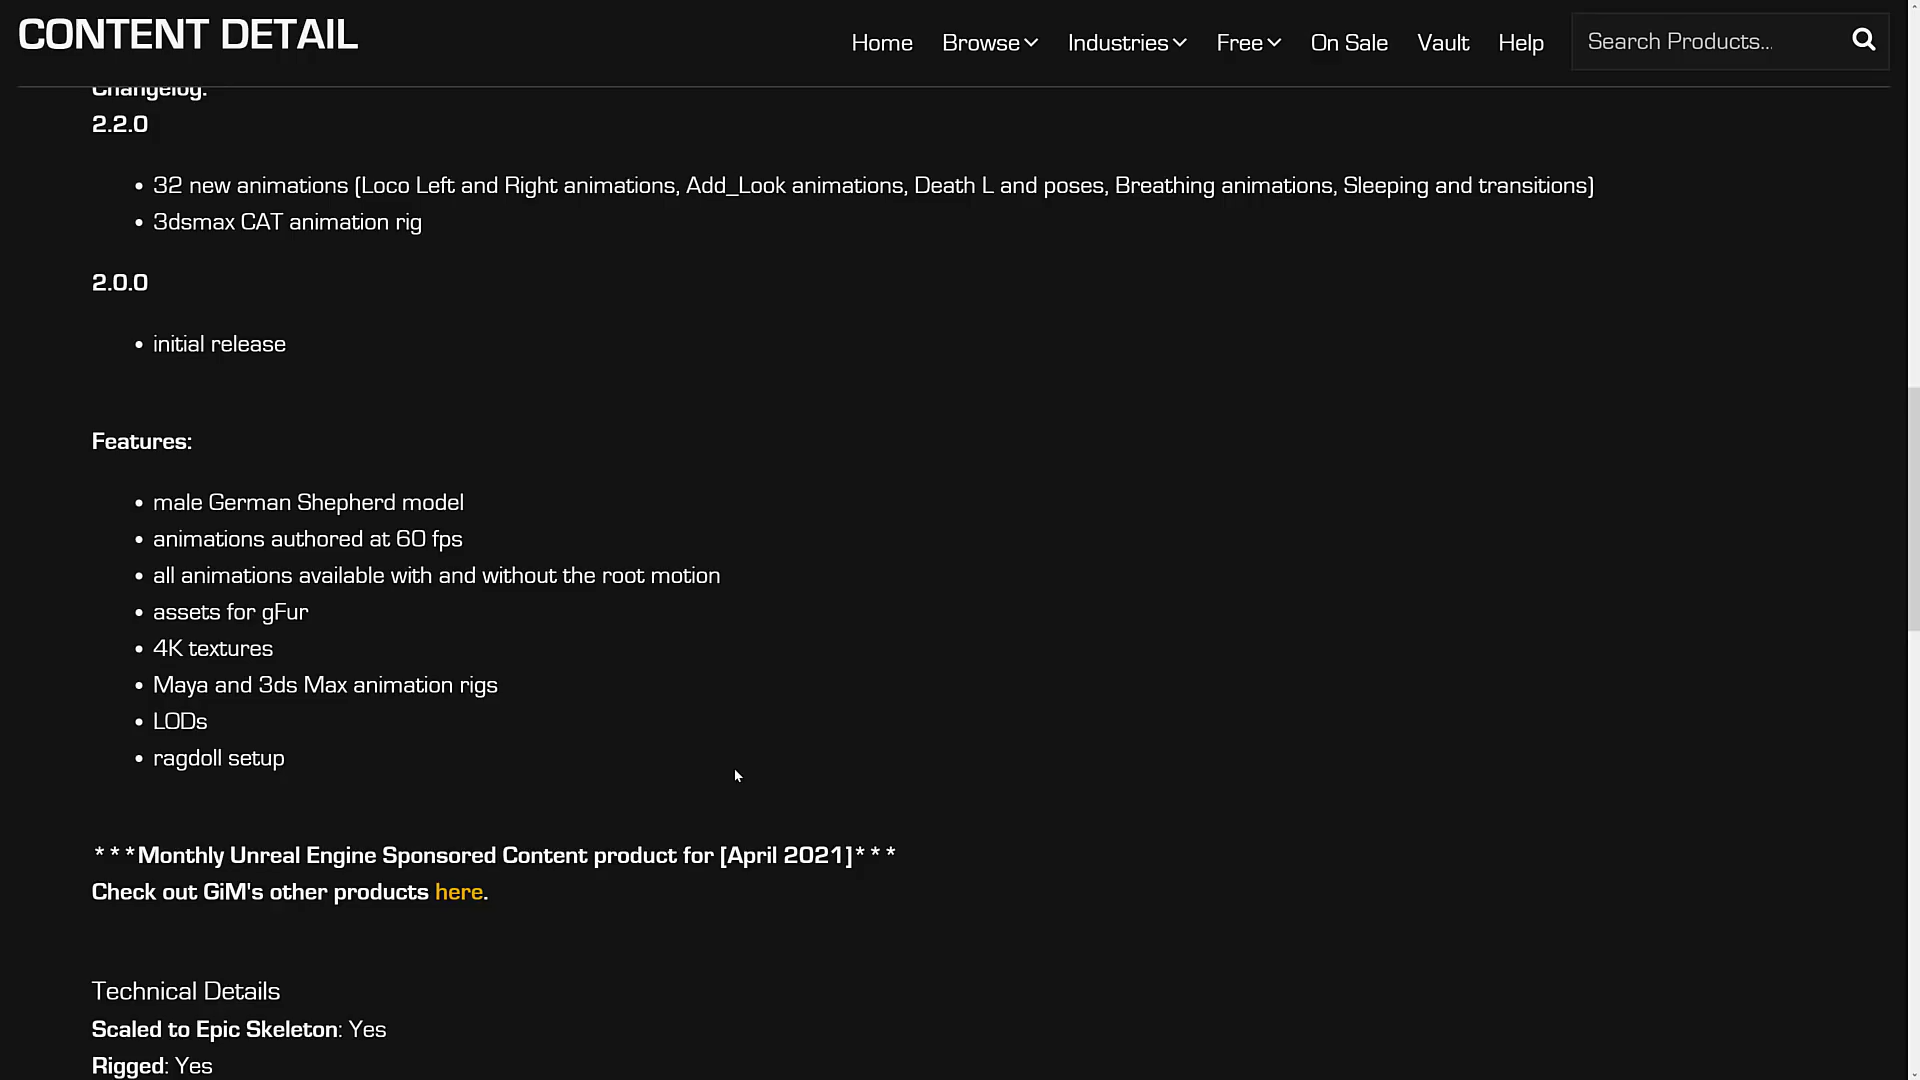 CONTENT DETAIL
Home Browse Industries Free On Sale Vault Help Search Products...
Changelog:
2.2.0
• 32 new animations (Loco Left and Right animations, Add_Look animations, Death L and poses, Breathing animations, Sleeping and transitions)
• 3dsmax CAT animation rig
2.0.0
• initial release
Features:
• male German Shepherd model
• animations authored at 60 fps
• all animations available with and without the root motion
• assets for gFur
• 4K textures
• Maya and 3ds Max animation rigs
• LODs
• ragdoll setup
***Monthly Unreal Engine Sponsored Content product for [April 2021]***
Check out GiM's other products here.
Technical Details
Scaled to Epic Skeleton: Yes
Rigged: Yes